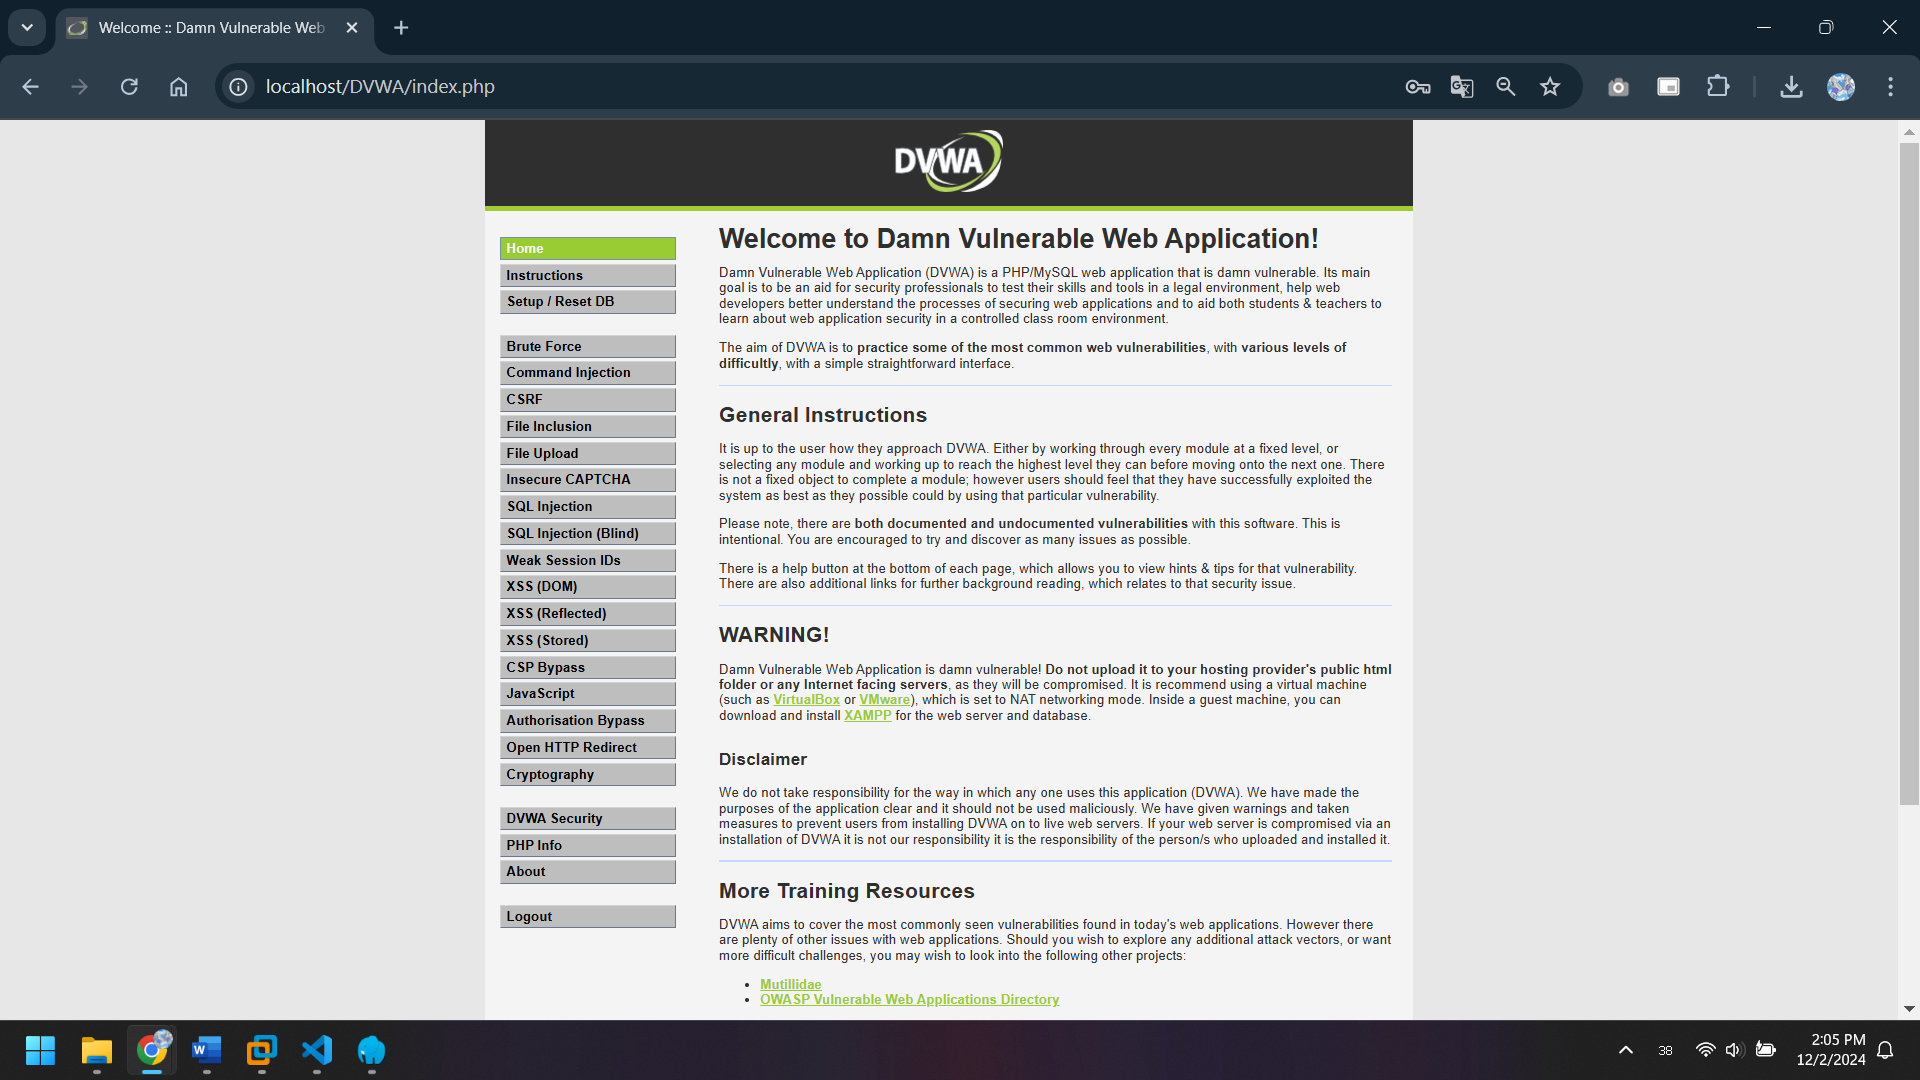 Welcome :: Damn Vulnerable Web
localhost/DVWA/index.php
DVWA
Home
Instructions
Setup / Reset DB
Brute Force
Command Injection
CSRF
File Inclusion
File Upload
Insecure CAPTCHA
SQL Injection
SQL Injection (Blind)
Weak Session IDs
XSS (DOM)
XSS (Reflected)
XSS (Stored)
CSP Bypass
JavaScript
Authorisation Bypass
Open HTTP Redirect
Cryptography
DVWA Security
PHP Info
About
Logout
Welcome to Damn Vulnerable Web Application!
Damn Vulnerable Web Application (DVWA) is a PHP/MySQL web application that is damn vulnerable. Its main
goal is to be an aid for security professionals to test their skills and tools in a legal environment, help web
developers better understand the processes of securing web applications and to aid both students & teachers to
learn about web application security in a controlled class room environment.
The aim of DVWA is to practice some of the most common web vulnerabilities, with various levels of
difficultly, with a simple straightforward interface.
General Instructions
It is up to the user how they approach DVWA. Either by working through every module at a fixed level, or
selecting any module and working up to reach the highest level they can before moving onto the next one. There
is not a fixed object to complete a module; however users should feel that they have successfully exploited the
system as best as they possible could by using that particular vulnerability.
Please note, there are both documented and undocumented vulnerabilities with this software. This is
intentional. You are encouraged to try and discover as many issues as possible.
There is a help button at the bottom of each page, which allows you to view hints & tips for that vulnerability.
There are also additional links for further background reading, which relates to that security issue.
WARNING!
Damn Vulnerable Web Application is damn vulnerable! Do not upload it to your hosting provider's public html
folder or any Internet facing servers, as they will be compromised. It is recommend using a virtual machine
(such as VirtualBox or VMware), which is set to NAT networking mode. Inside a guest machine, you can
download and install XAMPP for the web server and database.
Disclaimer
We do not take responsibility for the way in which any one uses this application (DVWA). We have made the
purposes of the application clear and it should not be used maliciously. We have given warnings and taken
measures to prevent users from installing DVWA on to live web servers. If your web server is compromised via an
installation of DVWA it is not our responsibility it is the responsibility of the person/s who uploaded and installed it.
More Training Resources
DVWA aims to cover the most commonly seen vulnerabilities found in today's web applications. However there
are plenty of other issues with web applications. Should you wish to explore any additional attack vectors, or want
more difficult challenges, you may wish to look into the following other projects:
• Mutillidae
• OWASP Vulnerable Web Applications Directory
38
2:05 PM
12/2/2024